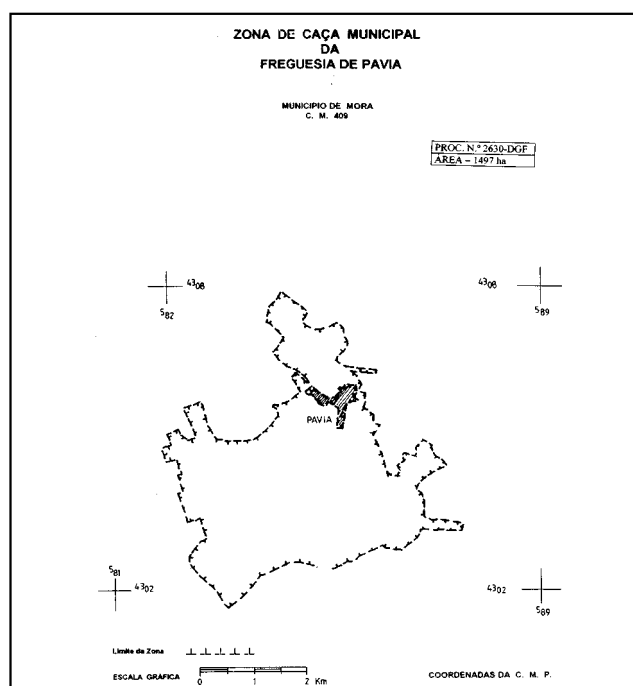 ZONA DE CAÇA MUNICIPAL
DA
FREGUESIA DE PAVIA
MUNICIPIO DE MORA
C. M. 409
PROC. N.º 2630-DGF
ÁREA – 1497 ha
4308
582
4308
589
PAVIA
581
4302
4302
589
Limite da Zona
ESCALA GRÁFICA
0 1 2 Km
COORDENADAS DA C. M. P.